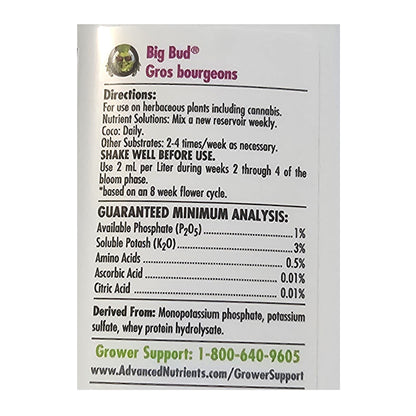 Big Bud®
Gros bourgeons
Directions:
For use on herbaceous plants including cannabis.
Nutrient Solutions: Mix a new reservoir weekly.
Coco: Daily.
Other Substrates: 2-4 times/week as necessary.
SHAKE WELL BEFORE USE.
Use 2 mL per Liter during weeks 2 through 4 of the
bloom phase.
*based on an 8 week flower cycle.
GUARANTEED MINIMUM ANALYSIS:
Available Phosphate (P2O5) 1%
Soluble Potash (K2O) 3%
Amino Acids 0.5%
Ascorbic Acid 0.01%
Citric Acid 0.01%
Derived From: Monopotassium phosphate, potassium
sulfate, whey protein hydrolysate.
Grower Support: 1-800-640-9605
www.AdvancedNutrients.com/GrowerSupport